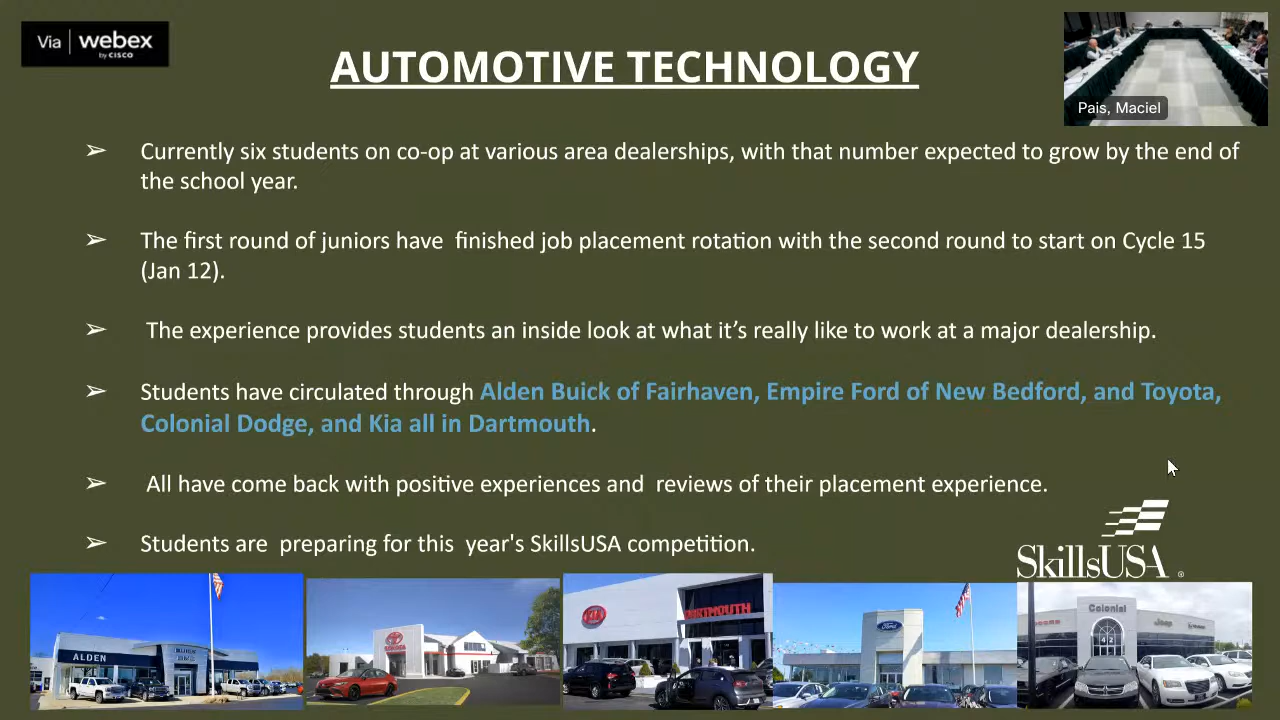 Via | webex
by CISCO
AUTOMOTIVE TECHNOLOGY
Pais, Maciel
➢ Currently six students on co-op at various area dealerships, with that number expected to grow by the end of
the school year.
➢ The first round of juniors have finished job placement rotation with the second round to start on Cycle 15
(Jan 12).
➢ The experience provides students an inside look at what it’s really like to work at a major dealership.
➢ Students have circulated through Alden Buick of Fairhaven, Empire Ford of New Bedford, and Toyota,
Colonial Dodge, and Kia all in Dartmouth.
➢ All have come back with positive experiences and reviews of their placement experience.
➢ Students are preparing for this year's SkillsUSA competition.
SkillsUSA®
ALDEN
KIA
DARTMOUTH
Ford
Colonial
Jeep